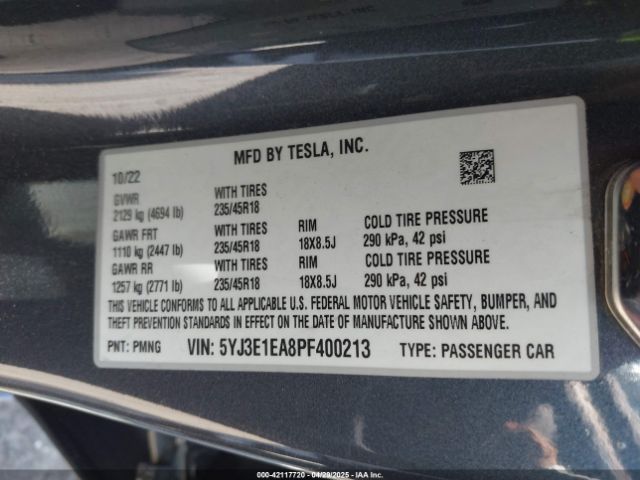 MFD BY TESLA, INC.
10/22
GVWR
2129 kg (4694 lb)
WITH TIRES
235/45R18
GAWR FRT
1110 kg (2447 lb)
WITH TIRES
235/45R18
RIM
18X8.5J
COLD TIRE PRESSURE
290 kPa, 42 psi
GAWR RR
1257 kg (2771 lb)
WITH TIRES
235/45R18
RIM
18X8.5J
COLD TIRE PRESSURE
290 kPa, 42 psi
THIS VEHICLE CONFORMS TO ALL APPLICABLE U.S. FEDERAL MOTOR VEHICLE SAFETY, BUMPER, AND
THEFT PREVENTION STANDARDS IN EFFECT ON THE DATE OF MANUFACTURE SHOWN ABOVE.
PNT: PMNG VIN: 5YJ3E1EA8PF400213 TYPE: PASSENGER CAR
000-42117720 - 04/29/2025 - IAA Inc.